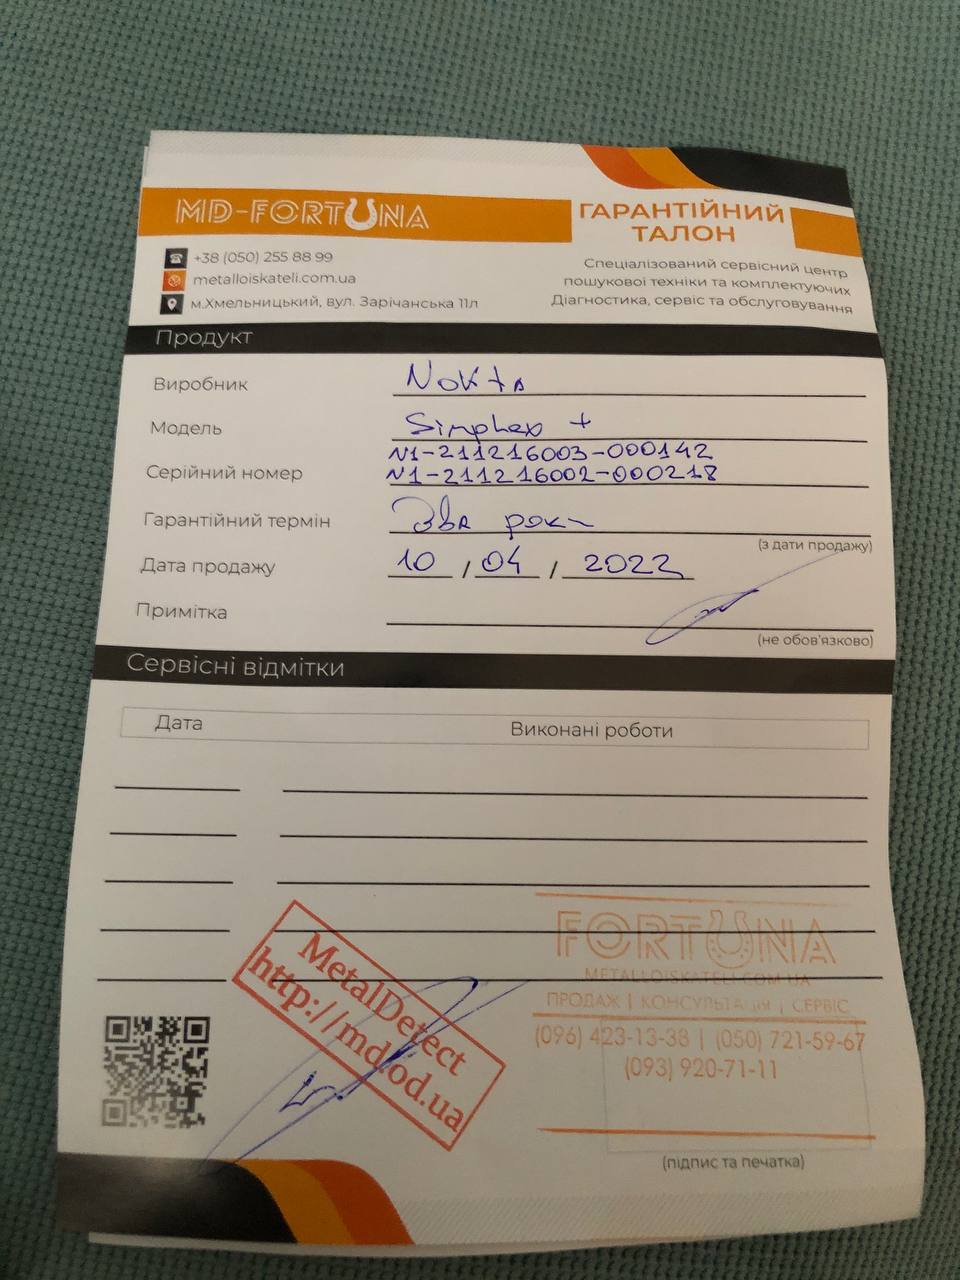 MD-FORTUNA
ГАРАНТІЙНИЙ
ТАЛОН
+38 (050) 255 88 99
metalloiskateli.com.ua
м.Хмельницький, вул. Зарічанська 11л
Спеціалізований сервісний центр
пошукової техніки та комплектуючих
Діагностика, сервіс та обслуговування
Продукт
Виробник Nokta
Модель Simplex +
N1-211216003-000142
Серійний номер N1-211216002-000218
Гарантійний термін Два роки
(з дати продажу)
Дата продажу 10 / 04 / 2022
Примітка
(не обов'язково)
Сервісні відмітки
Дата Виконані роботи
MetalDetect
http://md.od.ua
FORTUNA
METALLOISKATELI.COM.UA
ПРОДАЖ | КОНСУЛЬТАЦІЯ | СЕРВІС
(096) 423-13-38 | (050) 721-59-67
(093) 920-71-11
(підпис та печатка)